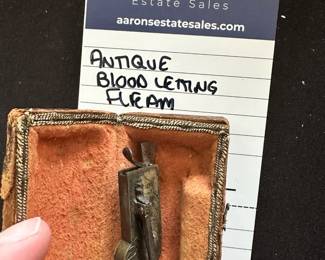 Estate Sales
aaronsestatesales.com
ANTIQUE
BLOOD LETTING
FLEAM